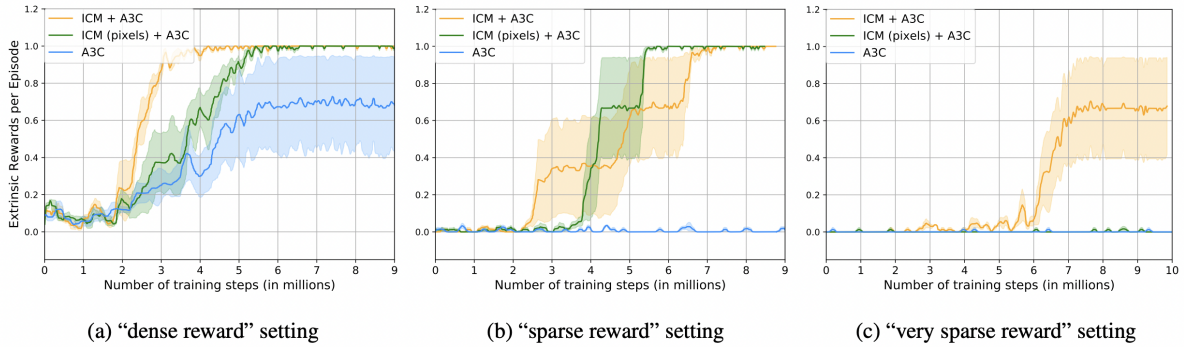 Extrinsic Rewards per Episode
ICM + A3C
ICM (pixels) + A3C
A3C
1.0
0.8
0.6
0.4
0.2
0.0
0 1 2 3 4 5 6 7 8 9
Number of training steps (in millions)
(a) “dense reward” setting
ICM + A3C
ICM (pixels) + A3C
A3C
1.0
0.8
0.6
0.4
0.2
0.0
0 1 2 3 4 5 6 7 8 9
Number of training steps (in millions)
(b) “sparse reward” setting
ICM + A3C
ICM (pixels) + A3C
A3C
1.0
0.8
0.6
0.4
0.2
0.0
0 1 2 3 4 5 6 7 8 9 10
Number of training steps (in millions)
(c) “very sparse reward” setting